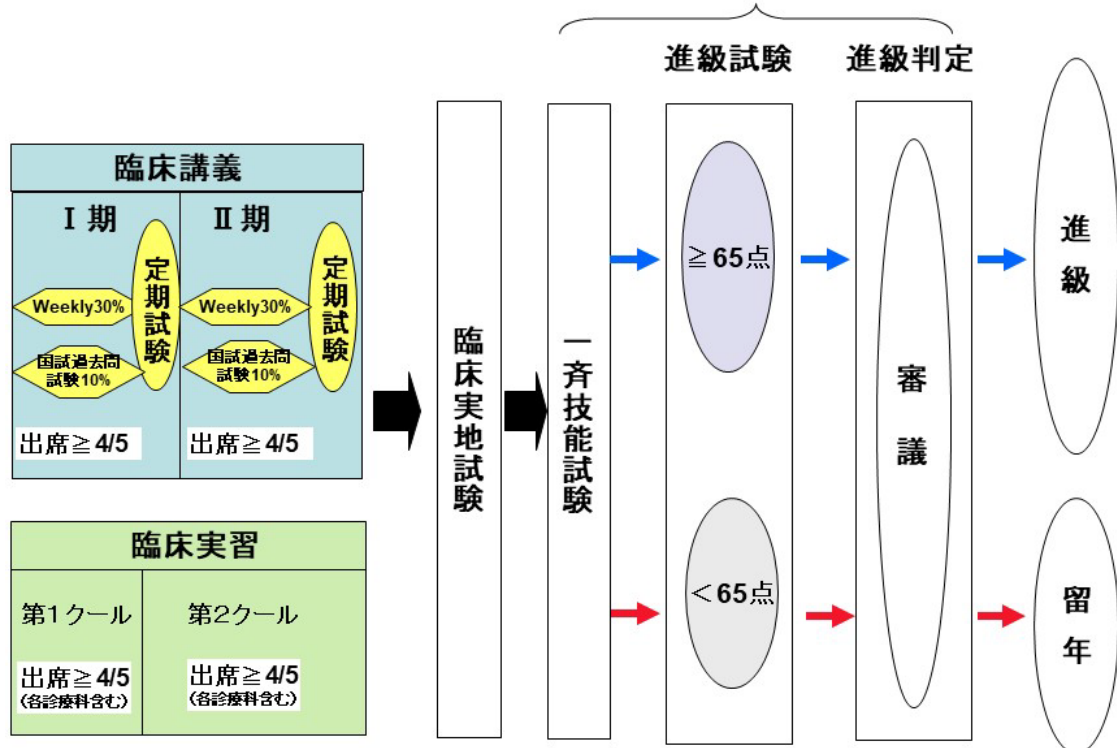 進級試験
進級判定
臨床講義
Ⅰ期
Ⅱ期
定期試験
定期試験
Weekly30%
Weekly30%
国試過去問
試験10%
国試過去問
試験10%
出席≧4/5
出席≧4/5
臨床実習
第1クール
第2クール
出席≧4/5
(各診療科含む)
出席≧4/5
(各診療科含む)
臨床実地試験
一斉技能試験
≧65点
<65点
審議
進級
留年